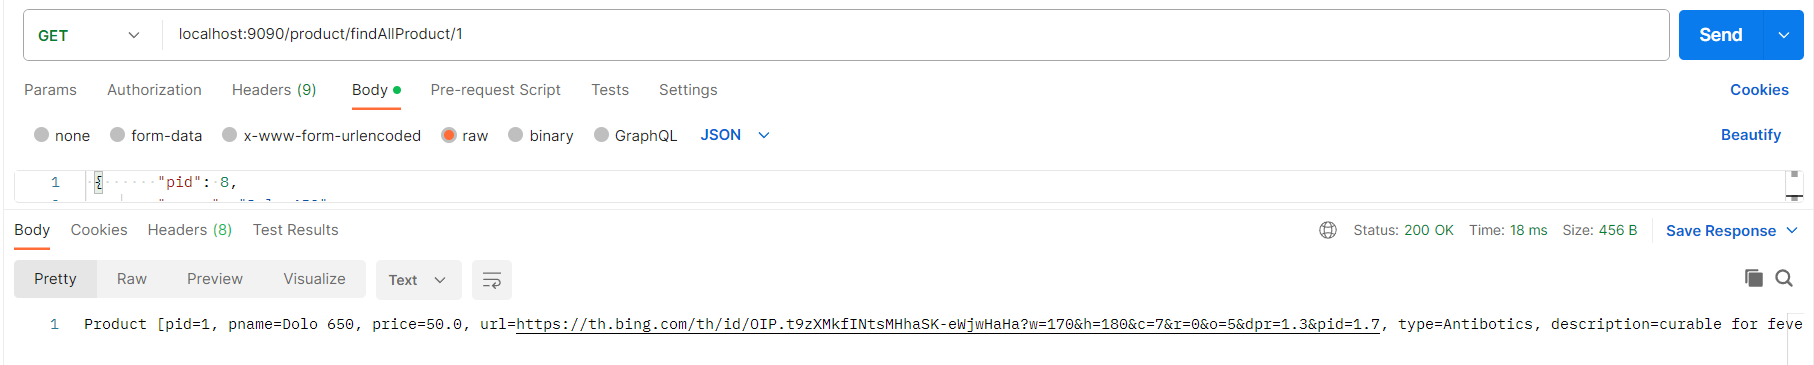 GET localhost:9090/product/findAllProduct/1 Send
Params Authorization Headers (9) Body Pre-request Script Tests Settings Cookies
none form-data x-www-form-urlencoded raw binary GraphQL JSON Beautify
1 { "pid": 8,
Body Cookies Headers (8) Test Results Status: 200 OK Time: 18 ms Size: 456 B Save Response
Pretty Raw Preview Visualize Text
1 Product [pid=1, pname=Dolo 650, price=50.0, url=https://th.bing.com/th/id/OIP.t9zXMkfINtsMHhaSK-eWjwHaHa?w=170&h=180&c=7&r=0&o=5&dpr=1.3&pid=1.7, type=Antibotics, description=curable for feve